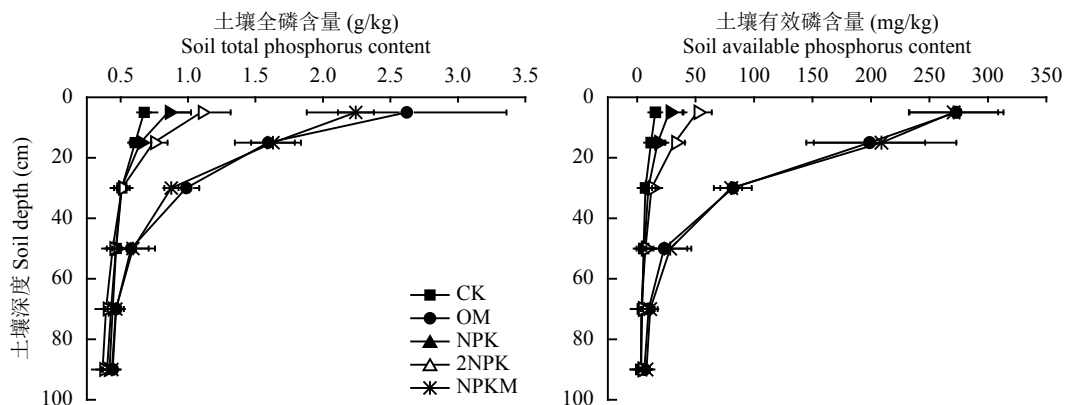 土壤全磷含量 (g/kg)
Soil total phosphorus content
0.5 1.0 1.5 2.0 2.5 3.0 3.5
0
20
40
60
80
100
土壤深度 Soil depth (cm)
CK
OM
NPK
2NPK
NPKM
土壤有效磷含量 (mg/kg)
Soil available phosphorus content
0 50 100 150 200 250 300 350
0
20
40
60
80
100